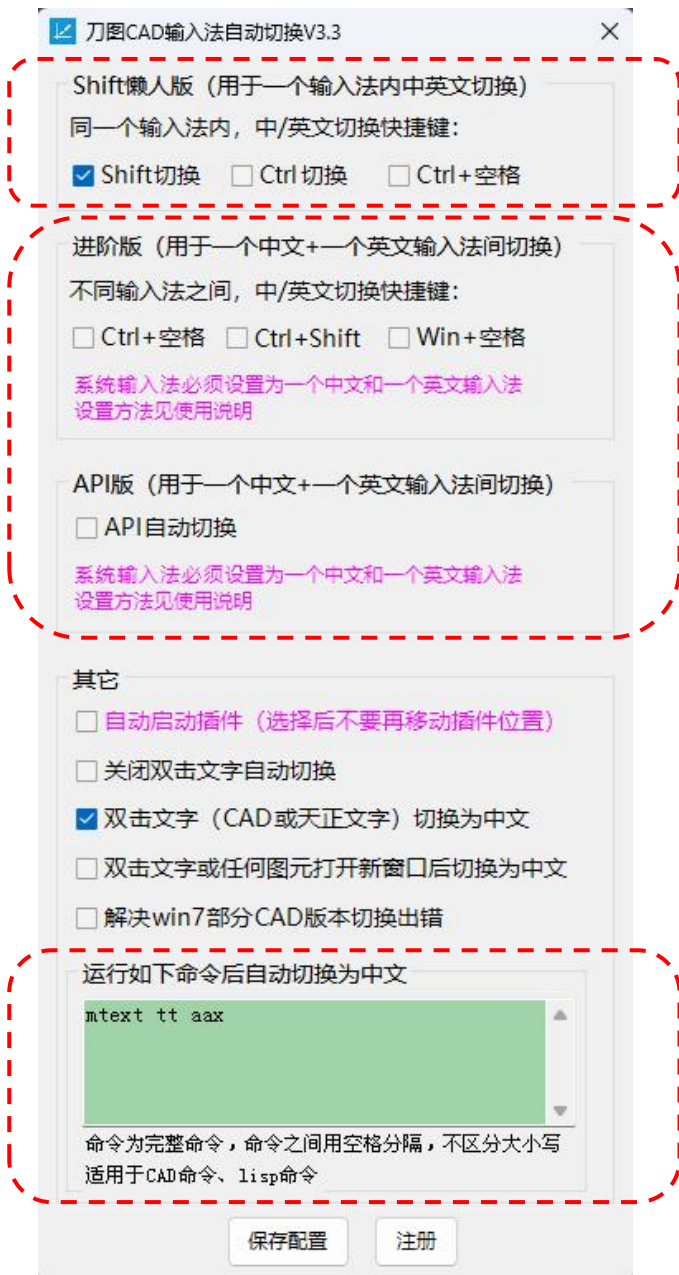 刀图CAD输入法自动切换V3.3
Shift懒人版（用于一个输入法内中英文切换）
同一个输入法内，中/英文切换快捷键：
Shift切换 Ctrl切换 Ctrl+空格
进阶版（用于一个中文+一个英文输入法间切换）
不同输入法之间，中/英文切换快捷键：
Ctrl+空格 Ctrl+Shift Win+空格
系统输入法必须设置为一个中文和一个英文输入法
设置方法见使用说明
API版（用于一个中文+一个英文输入法间切换）
API自动切换
系统输入法必须设置为一个中文和一个英文输入法
设置方法见使用说明
其它
自动启动插件（选择后不要再移动插件位置）
关闭双击文字自动切换
双击文字（CAD或天正文字）切换为中文
双击文字或任何图元打开新窗口后切换为中文
解决win7部分CAD版本切换出错
运行如下命令后自动切换为中文
mtext tt aax
命令为完整命令，命令之间用空格分隔，不区分大小写
适用于CAD命令、lisp命令
保存配置 注册